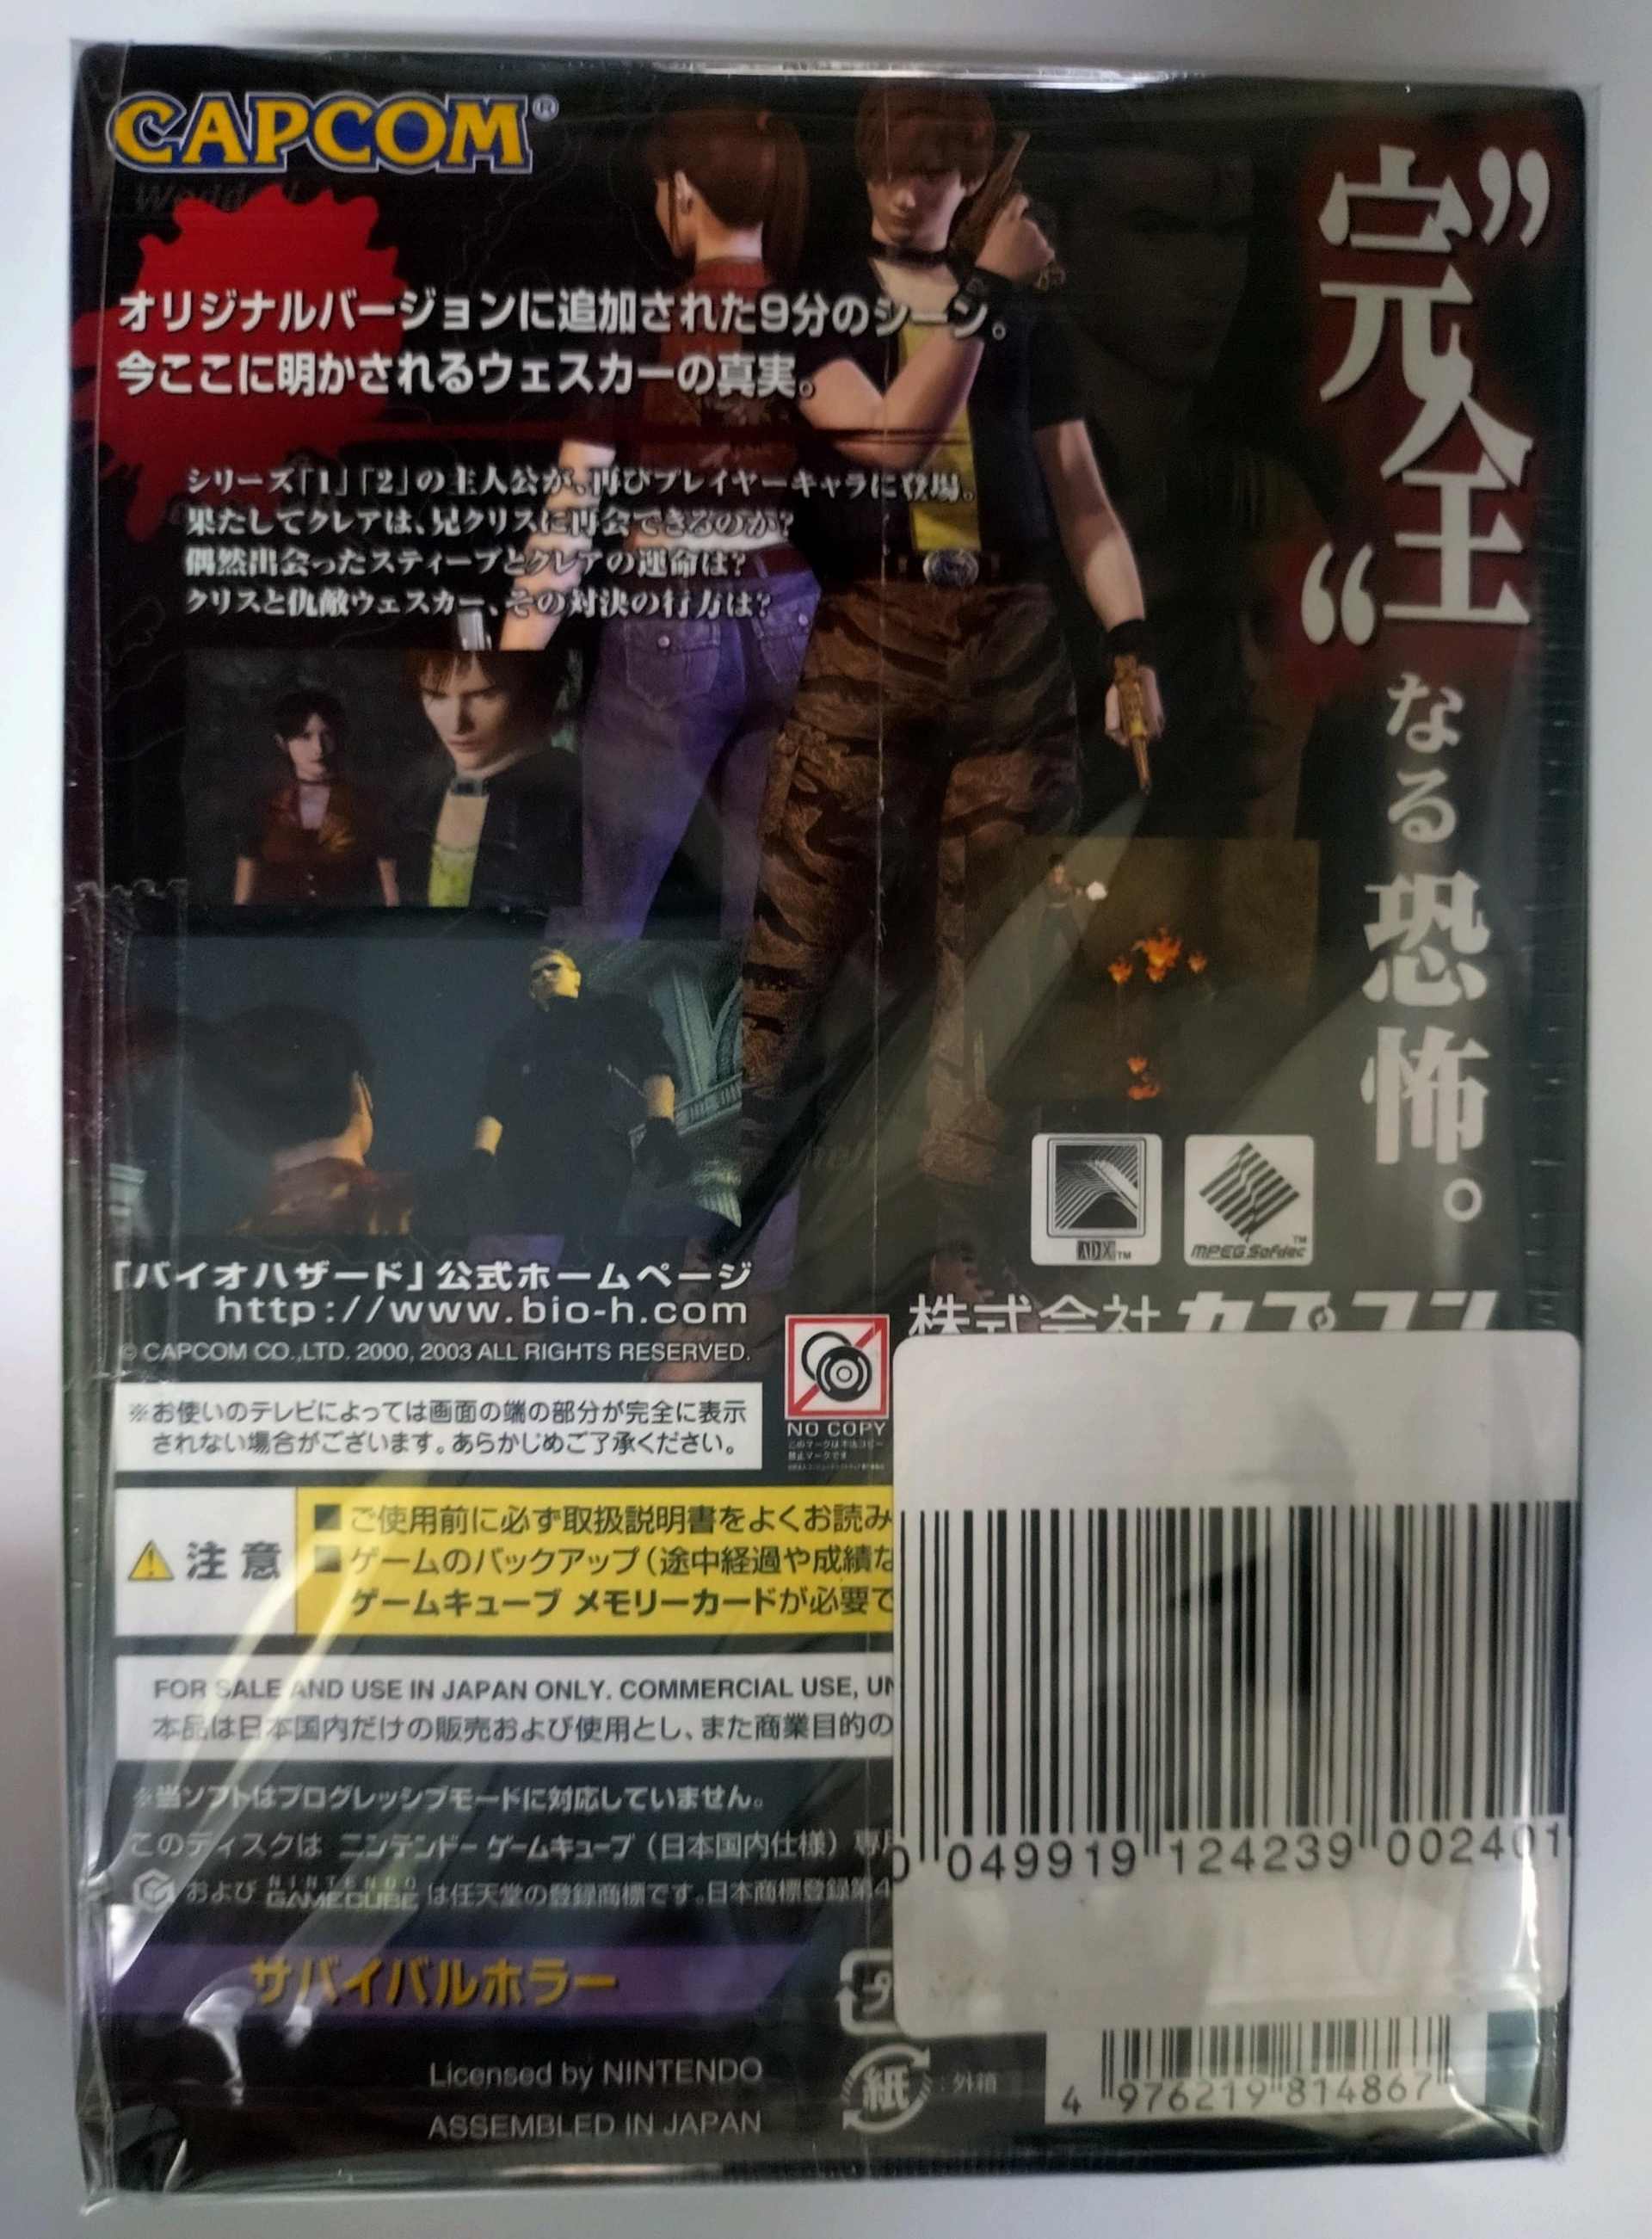 CAPCOM®
オリジナルバージョンに追加された9分のシーン。
今ここに明かされるウェスカーの真実。
シリーズ「1」「2」の主人公が、再びプレイヤーキャラに登場。
果たしてクレアは、兄クリスに再会できるのか?
偶然出会ったスティーブとクレアの運命は?
クリスと仇敵ウェスカー、その対決の行方は?
”完全“なる恐怖。
ADX™
MPEG Sofdec™
「バイオハザード」公式ホームページ
http://www.bio-h.com
© CAPCOM CO.,LTD. 2000, 2003 ALL RIGHTS RESERVED.
株式会社 カプコン
※お使いのテレビによっては画面の端の部分が完全に表示
されない場合がございます。あらかじめご了承ください。
NO COPY
注意
■ご使用前に必ず取扱説明書をよくお読み
■ゲームのバックアップ（途中経過や成績な
ゲームキューブ メモリーカードが必要で
FOR SALE AND USE IN JAPAN ONLY. COMMERCIAL USE, UN
本品は日本国内だけの販売および使用とし、また商業目的の
※当ソフトはプログレッシブモードに対応していません。
このディスクは ニンテンドー ゲームキューブ（日本国内仕様）専用
および NINTENDO GAMECUBE は任天堂の登録商標です。日本商標登録第4
0 049919 124239 002401
サバイバルホラー
Licensed by NINTENDO
ASSEMBLED IN JAPAN
紙 :外箱
4 976219 814867